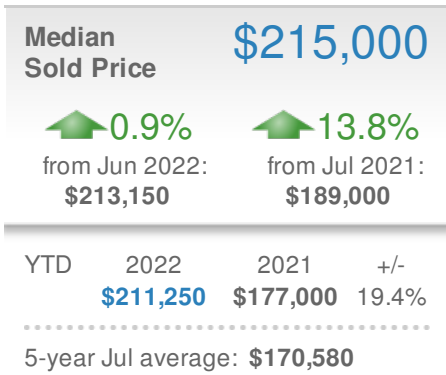 Median $215,000
Sold Price
0.9% 13.8%
from Jun 2022: from Jul 2021:
$213,150 $189,000
YTD 2022 2021 +/-
$211,250 $177,000 19.4%
5-year Jul average: $170,580